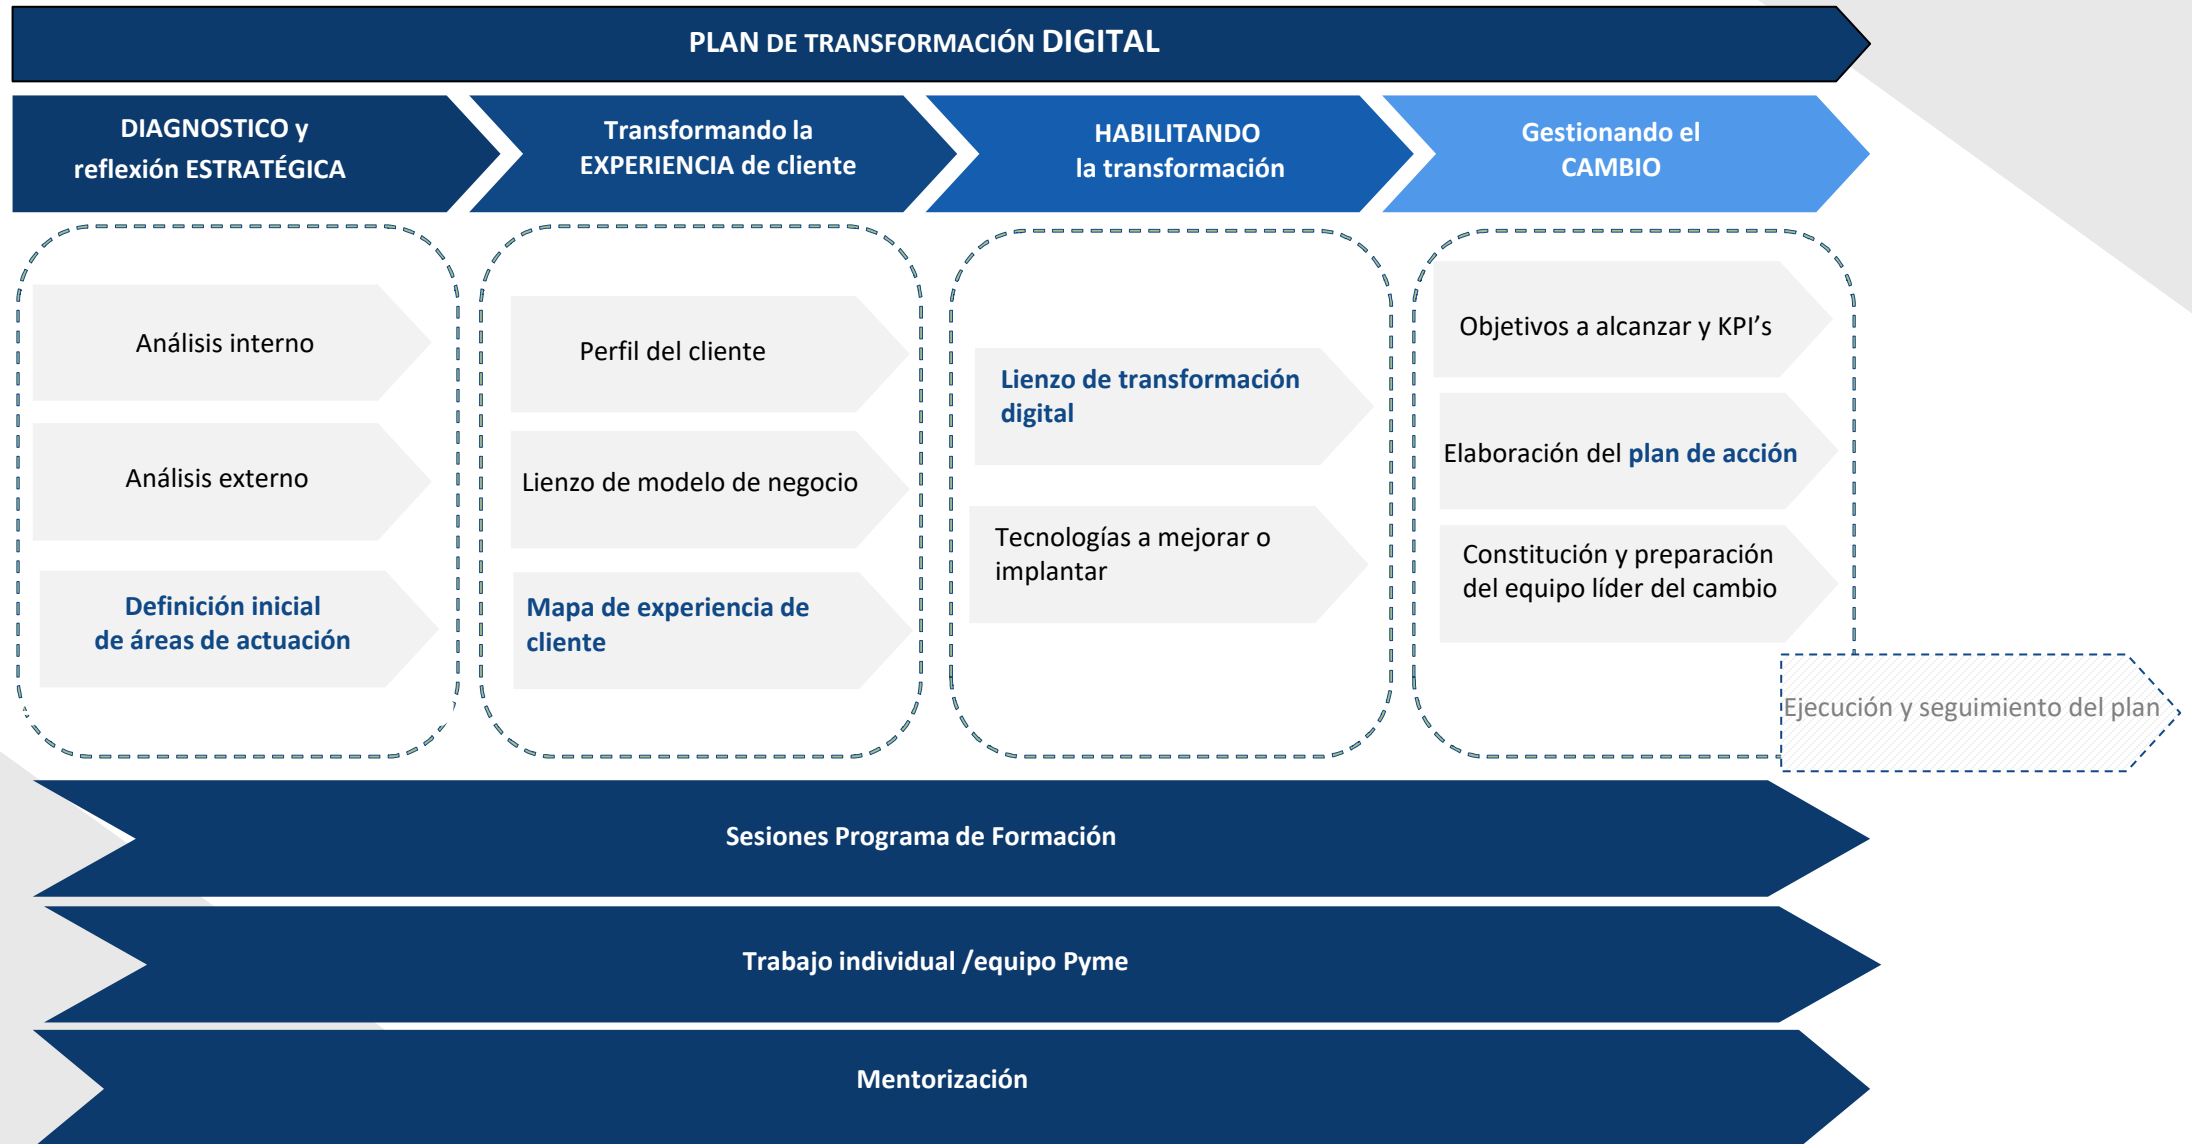 PLAN DE TRANSFORMACIÓN DIGITAL
DIAGNOSTICO y
reflexión ESTRATÉGICA
Transformando la
EXPERIENCIA de cliente
HABILITANDO
la transformación
Gestionando el
CAMBIO
Análisis interno
Análisis externo
Definición inicial
de áreas de actuación
Perfil del cliente
Lienzo de modelo de negocio
Mapa de experiencia de
cliente
Lienzo de transformación
digital
Tecnologías a mejorar o
implantar
Objetivos a alcanzar y KPI’s
Elaboración del plan de acción
Constitución y preparación
del equipo líder del cambio
Ejecución y seguimiento del plan
Sesiones Programa de Formación
Trabajo individual /equipo Pyme
Mentorización